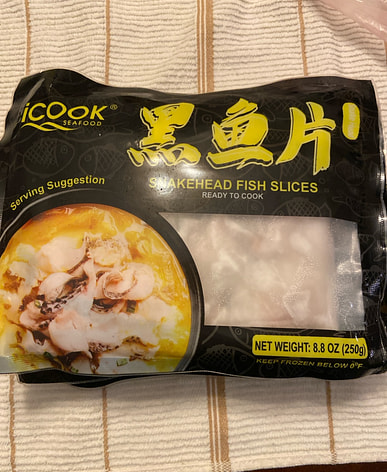 iCOOK®
SEAFOOD
黑鱼片
Serving Suggestion
SNAKEHEAD FISH SLICES
READY TO COOK
NET WEIGHT: 8.8 OZ (250g)
KEEP FROZEN BELOW 0°F